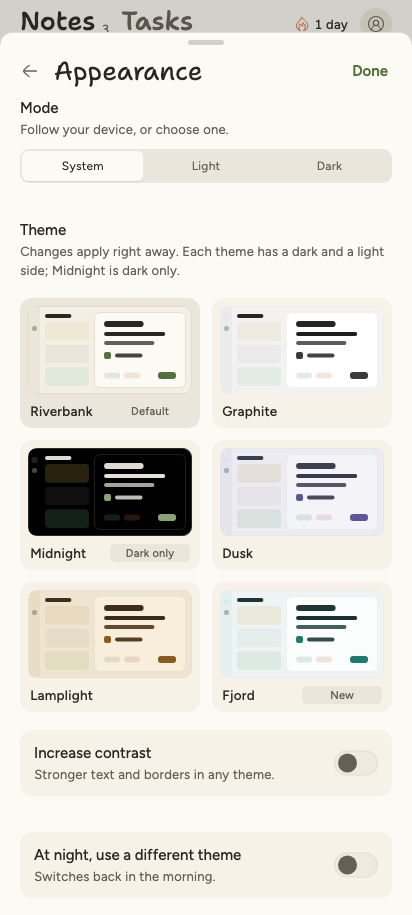 Notes 3 Tasks 1 day
Appearance Done
Mode
Follow your device, or choose one.
System Light Dark
Theme
Changes apply right away. Each theme has a dark and a light
side; Midnight is dark only.
Riverbank Default Graphite
Midnight Dark only Dusk
Lamplight Fjord New
Increase contrast
Stronger text and borders in any theme.
At night, use a different theme
Switches back in the morning.